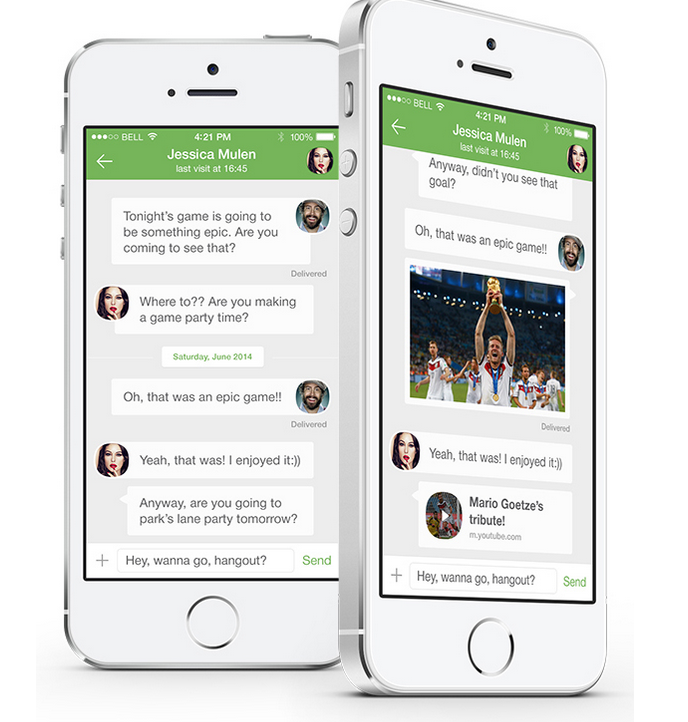 BELL 4:21 PM 100%
Jessica Mulen
last visit at 16:45
Tonight's game is going to
be something epic. Are you
coming to see that?
Delivered
Where to?? Are you making
a game party time?
Saturday, June 2014
Oh, that was an epic game!!
Delivered
Yeah, that was! I enjoyed it:))
Anyway, are you going to
park's lane party tomorrow?
+ Hey, wanna go, hangout? Send
BELL 4:21 PM 100%
Jessica Mulen
last visit at 16:45
Anyway, didn't you see that
goal?
Oh, that was an epic game!!
Delivered
Yeah, that was! I enjoyed it:))
Mario Goetze's
tribute!
m.youtube.com
+ Hey, wanna go, hangout? Send